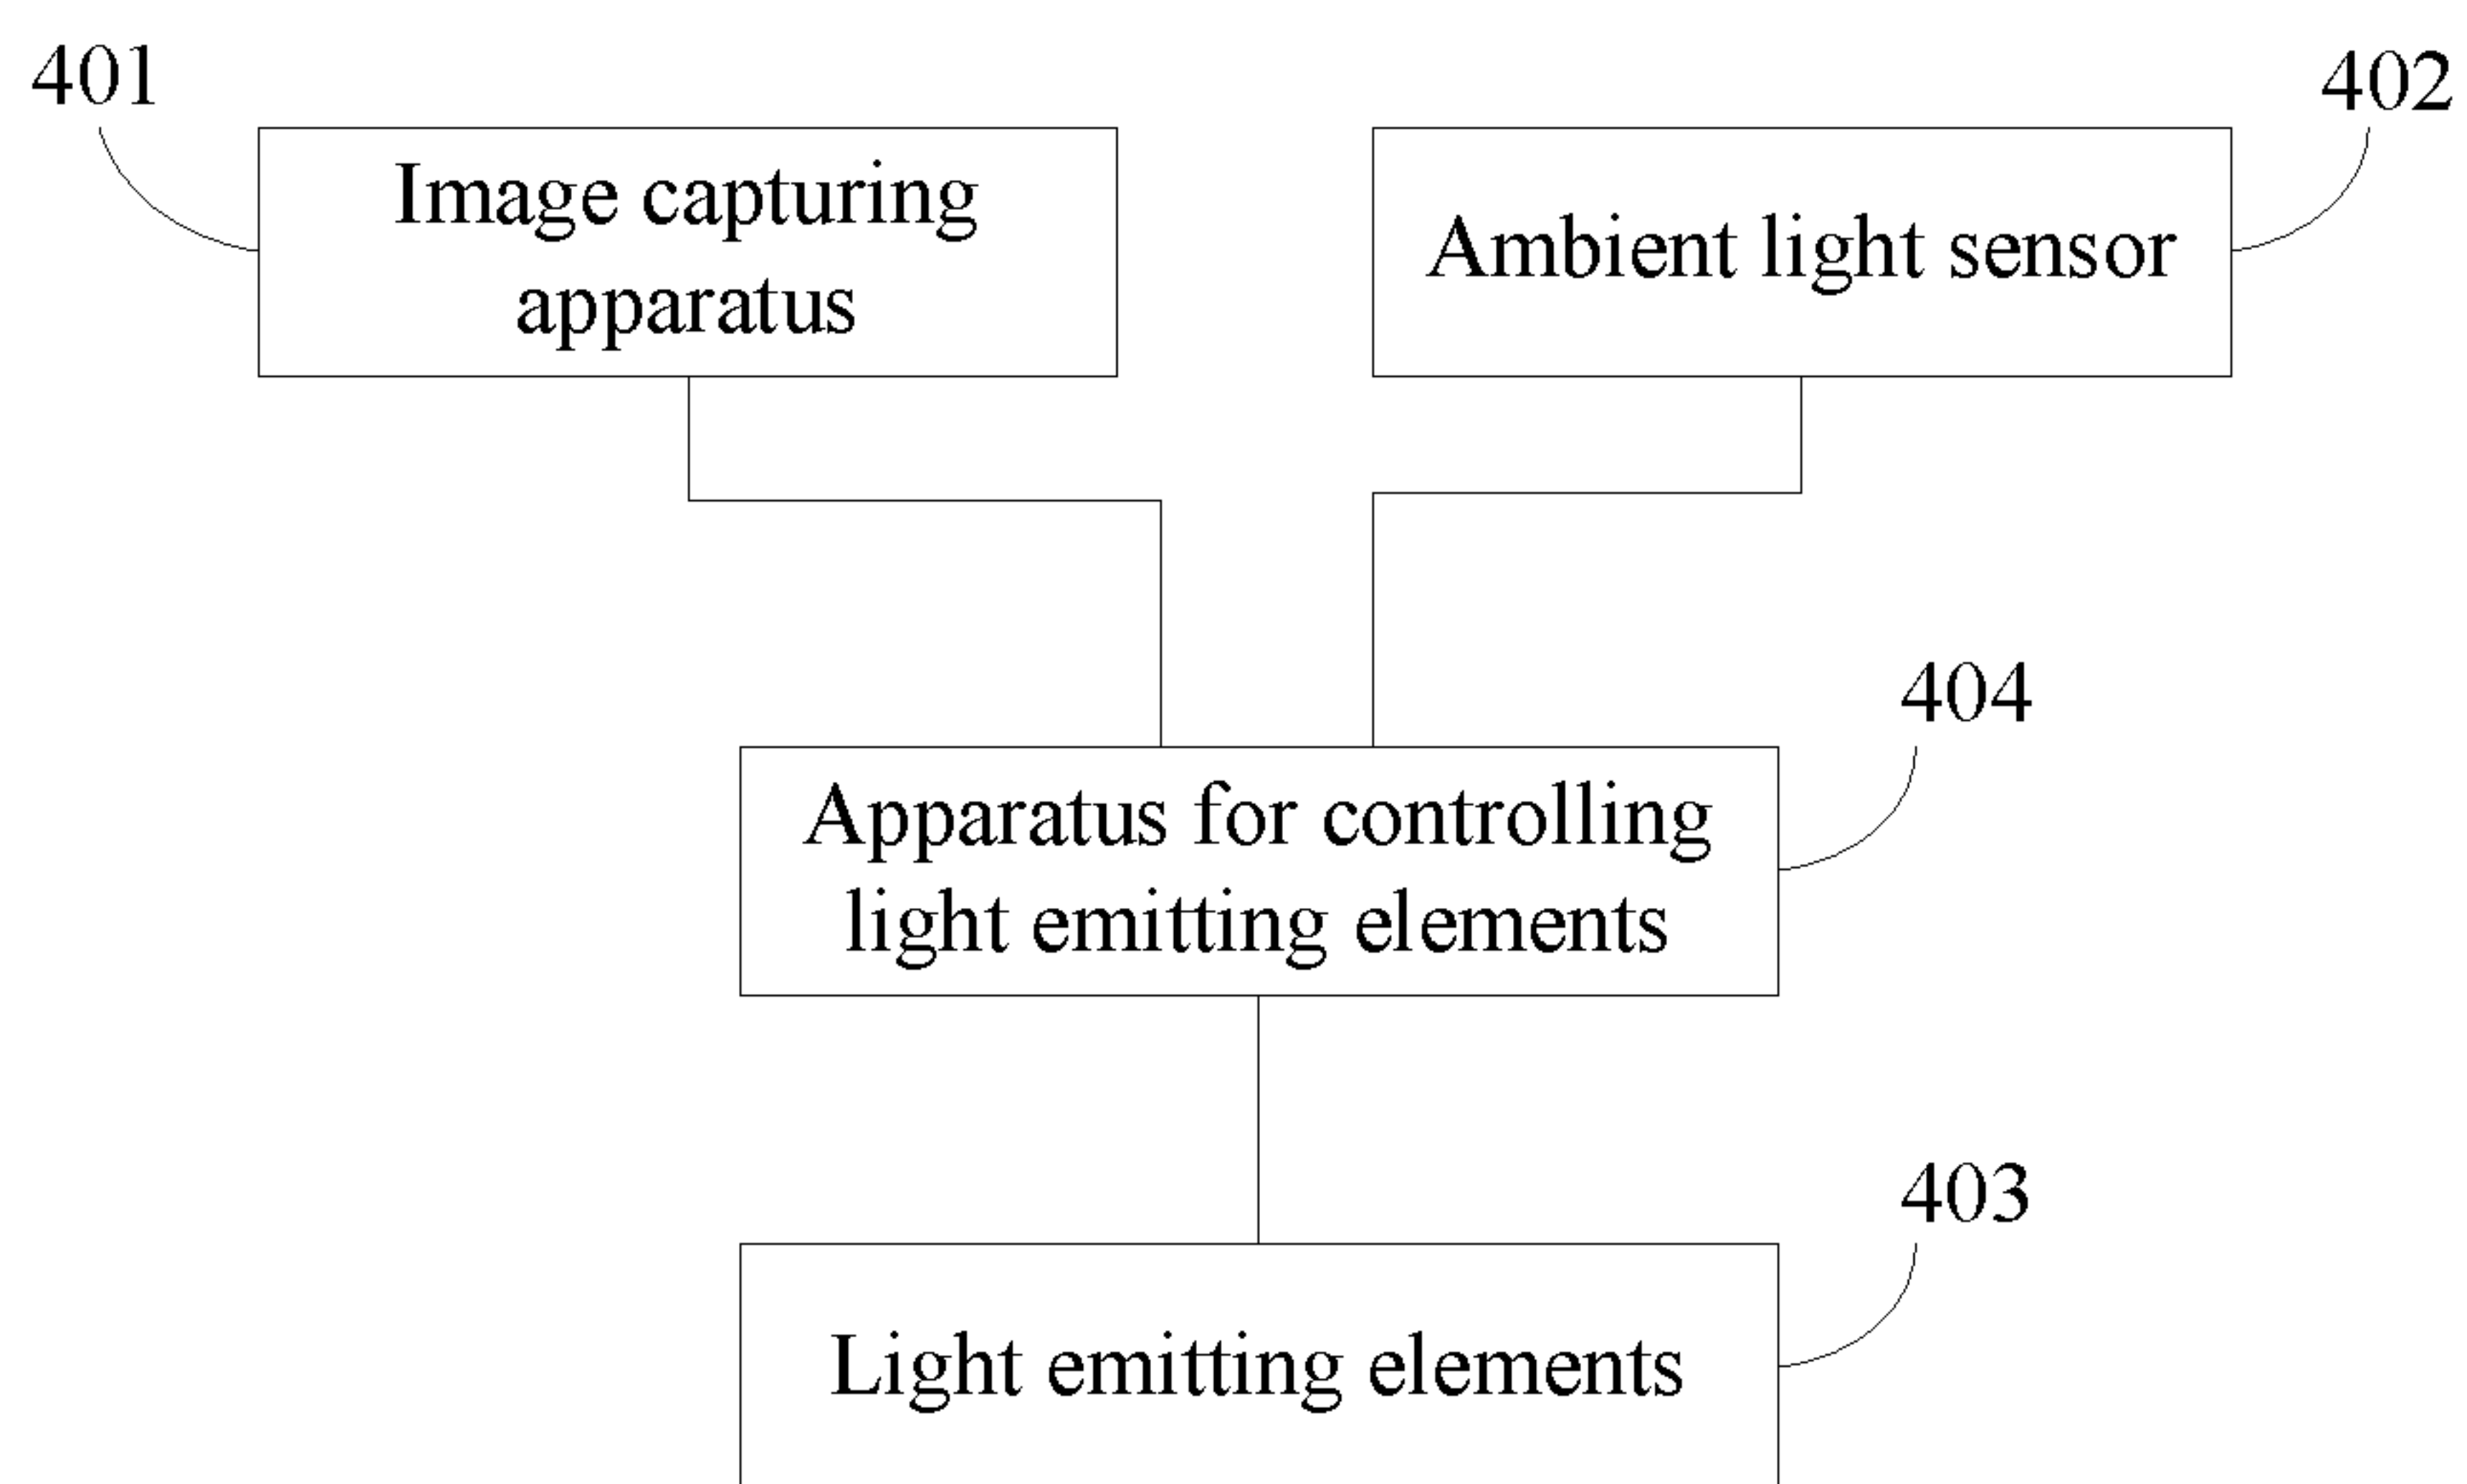 401
402
Image capturing
apparatus
Ambient light sensor
404
Apparatus for controlling
light emitting elements
403
Light emitting elements